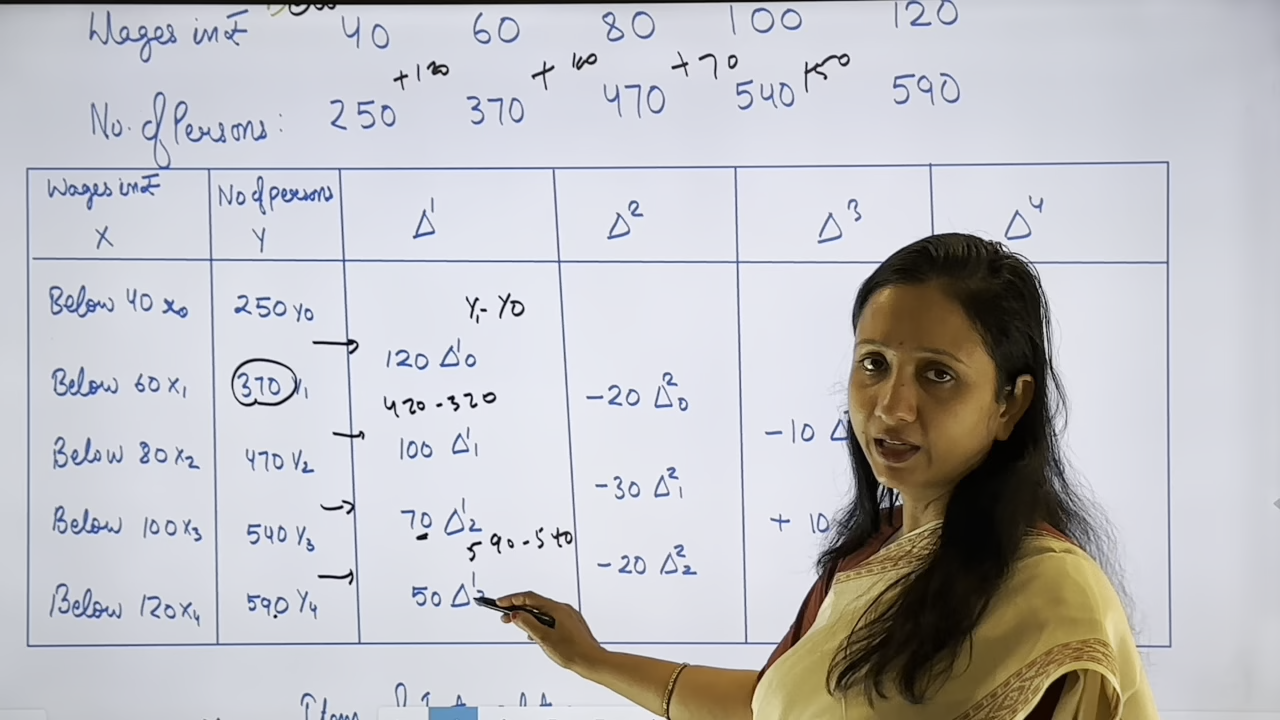 Wages in ₹ 40 60 80 100 120
+120 + 100 +70 +50
No. of Persons: 250 370 470 540 590
Wages in ₹ X No of persons Y Δ¹ Δ² Δ³ Δ⁴
Below 40 x₀ 250 y₀ Y₁- Y0
120 Δ¹₀
Below 60 x₁ 370 y₁ -20 Δ²₀
420-320
-10 Δ
100 Δ¹₁
Below 80 x₂ 470 y₂
-30 Δ²₁
Below 100 x₃ 540 y₃ 70 Δ¹₂ + 10
590-540
-20 Δ²₂
Below 120 x₄ 590 y₄ 50 Δ¹